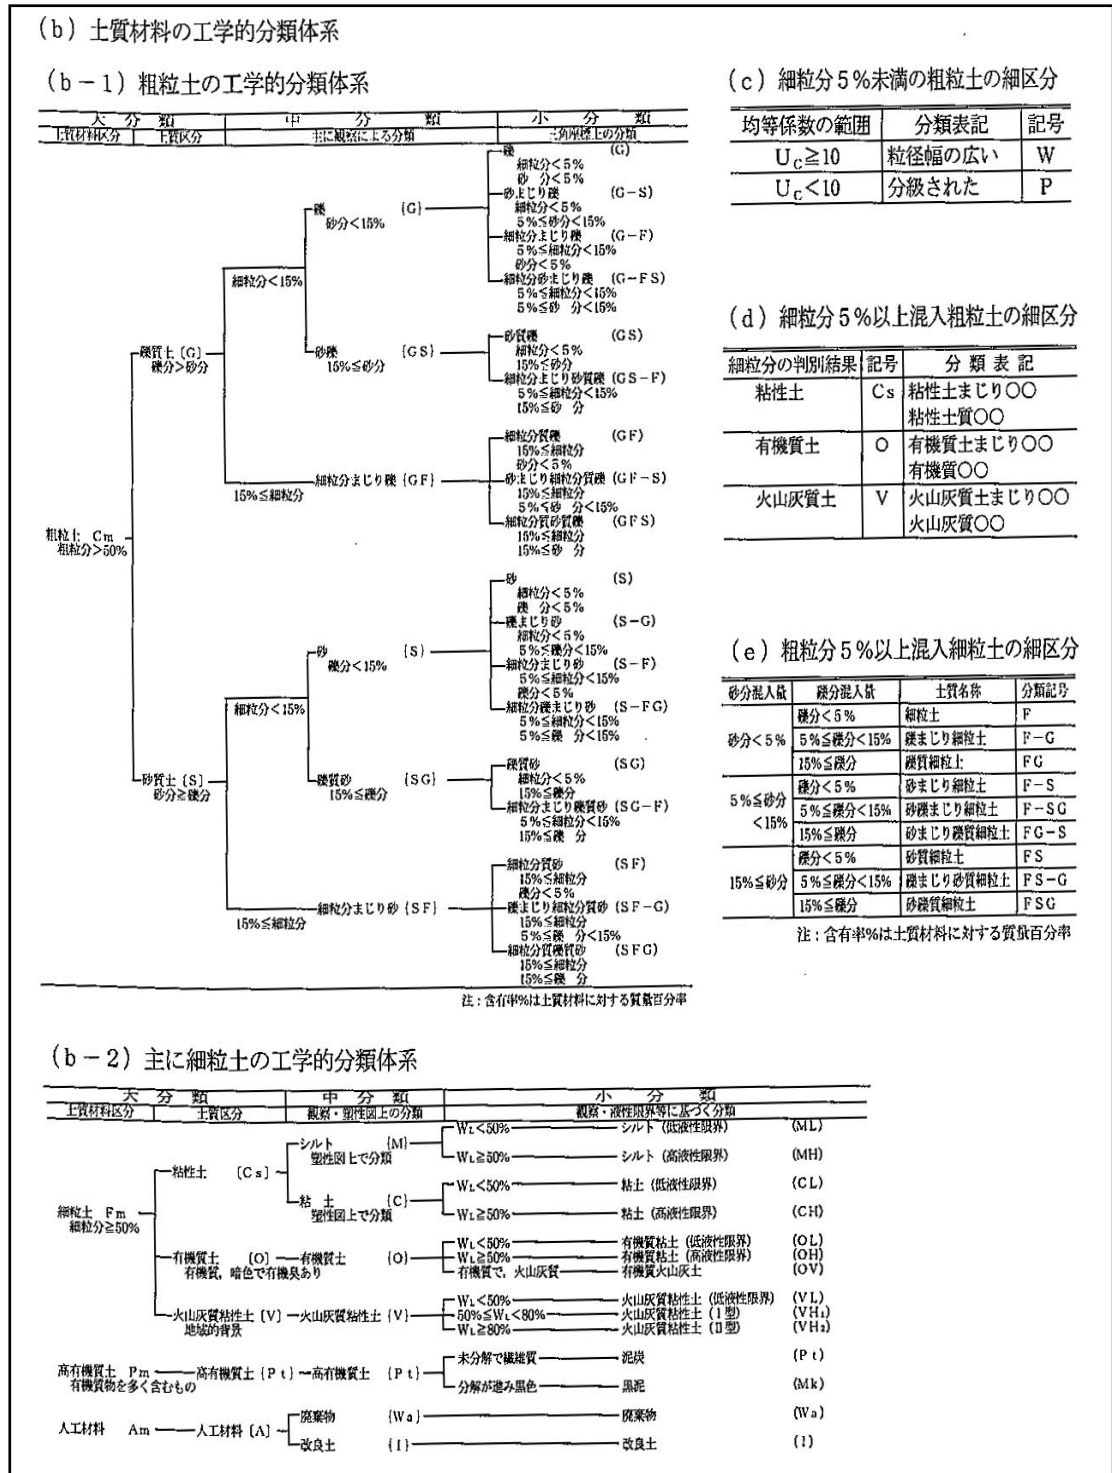 (b) 土質材料の工学的分類体系
(b-1) 粗粒土の工学的分類体系
大 分 類 中 分 類 小 分 類
土質材料区分 土質区分 主に観察による分類 三角座標上の分類
粗粒土 Cm
粗粒分>50%
礫質土 [G]
礫分>砂分
細粒分<15%
礫 {G}
砂分<15%
礫 (G)
細粒分<5%
砂 分<5%
砂まじり礫 (G-S)
細粒分<5%
5%≦砂分<15%
細粒分まじり礫 (G-F)
5%≦細粒分<15%
砂分<5%
細粒分砂まじり礫 (G-FS)
5%≦細粒分<15%
5%≦砂 分<15%
砂礫 {GS}
15%≦砂分
砂質礫 (GS)
細粒分<5%
15%≦砂分
細粒分まじり砂質礫 (GS-F)
5%≦細粒分<15%
15%≦砂 分
15%≦細粒分
細粒分まじり礫 {GF}
細粒分質礫 (GF)
15%≦細粒分
砂分<5%
砂まじり細粒分質礫 (GF-S)
15%≦細粒分
5%≦砂 分<15%
細粒分質砂質礫 (GFS)
15%≦細粒分
15%≦砂 分
砂質土 [S]
砂分≧礫分
細粒分<15%
砂 {S}
礫分<15%
砂 (S)
細粒分<5%
礫 分<5%
礫まじり砂 (S-G)
細粒分<5%
5%≦礫分<15%
細粒分まじり砂 (S-F)
5%≦細粒分<15%
礫分<5%
細粒分礫まじり砂 (S-FG)
5%≦細粒分<15%
5%≦礫 分<15%
礫質砂 {SG}
15%≦礫分
礫質砂 (SG)
細粒分<5%
15%≦礫分
細粒分まじり礫質砂 (SG-F)
5%≦細粒分<15%
15%≦礫 分
15%≦細粒分
細粒分まじり砂 {SF}
細粒分質砂 (SF)
15%≦細粒分
礫分<5%
礫まじり細粒分質砂 (SF-G)
15%≦細粒分
5%≦礫 分<15%
細粒分質礫質砂 (SFG)
15%≦細粒分
15%≦礫 分
注:含有率%は土質材料に対する質量百分率
(c) 細粒分5%未満の粗粒土の細区分
均等係数の範囲 分類表記 記号
UC≧10 粒径幅の広い W
UC<10 分級された P
(d) 細粒分5%以上混入粗粒土の細区分
細粒分の判別結果 記号 分 類 表 記
粘性土 Cs 粘性土まじり〇〇
粘性土質〇〇
有機質土 O 有機質土まじり〇〇
有機質〇〇
火山灰質土 V 火山灰質土まじり〇〇
火山灰質〇〇
(e) 粗粒分5%以上混入細粒土の細区分
砂分混入量 礫分混入量 土質名称 分類記号
砂分<5% 礫分<5% 細粒土 F
5%≦礫分<15% 礫まじり細粒土 F-G
15%≦礫分 礫質細粒土 FG
5%≦砂分<15% 礫分<5% 砂まじり細粒土 F-S
5%≦礫分<15% 砂礫まじり細粒土 F-SG
15%≦礫分 砂まじり礫質細粒土 FG-S
15%≦砂分 礫分<5% 砂質細粒土 FS
5%≦礫分<15% 礫まじり砂質細粒土 FS-G
15%≦礫分 砂礫質細粒土 FSG
注:含有率%は土質材料に対する質量百分率
(b-2) 主に細粒土の工学的分類体系
大 分 類 中 分 類 小 分 類
土質材料区分 土質区分 観察・塑性図上の分類 観察・液性限界等に基づく分類
細粒土 Fm
細粒分≧50%
粘性土 [Cs]
シルト {M}
塑性図上で分類
WL<50% シルト(低液性限界) (ML)
WL≧50% シルト(高液性限界) (MH)
粘 土 {C}
塑性図上で分類
WL<50% 粘土(低液性限界) (CL)
WL≧50% 粘土(高液性限界) (CH)
有機質土 [O] 有機質土 {O}
有機質,暗色で有機臭あり
WL<50% 有機質粘土(低液性限界) (OL)
WL≧50% 有機質粘土(高液性限界) (OH)
有機質で,火山灰質 有機質火山灰土 (OV)
火山灰質粘性土 [V] 火山灰質粘性土 {V}
地域的背景
WL<50% 火山灰質粘性土(低液性限界) (VL)
50%≦WL<80% 火山灰質粘性土(Ⅰ型) (VH1)
WL≧80% 火山灰質粘性土(Ⅱ型) (VH2)
高有機質土 Pm 高有機質土 {Pt} 高有機質土 {Pt}
有機質物を多く含むもの
未分解で繊維質 泥炭 (Pt)
分解が進み黒色 黒泥 (Mk)
人工材料 Am 人工材料 [A]
廃棄物 {Wa} 廃棄物 (Wa)
改良土 {I} 改良土 (I)